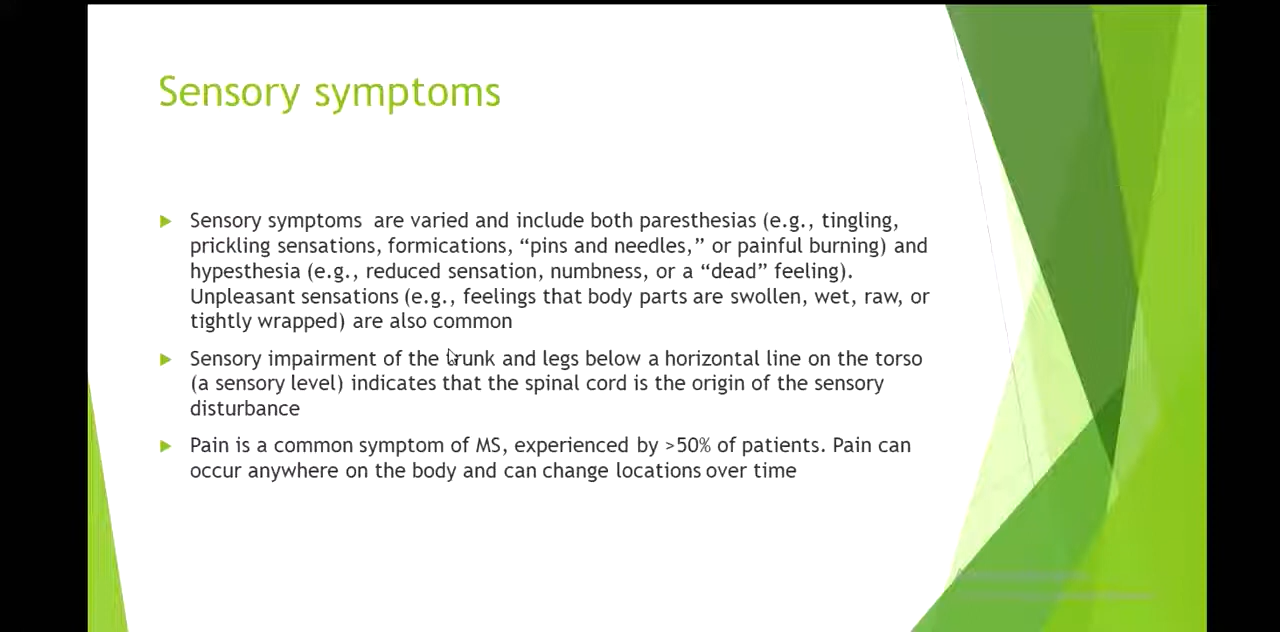 Sensory symptoms
Sensory symptoms are varied and include both paresthesias (e.g., tingling,
prickling sensations, formications, “pins and needles,” or painful burning) and
hypesthesia (e.g., reduced sensation, numbness, or a “dead” feeling).
Unpleasant sensations (e.g., feelings that body parts are swollen, wet, raw, or
tightly wrapped) are also common
Sensory impairment of the trunk and legs below a horizontal line on the torso
(a sensory level) indicates that the spinal cord is the origin of the sensory
disturbance
Pain is a common symptom of MS, experienced by >50% of patients. Pain can
occur anywhere on the body and can change locations over time